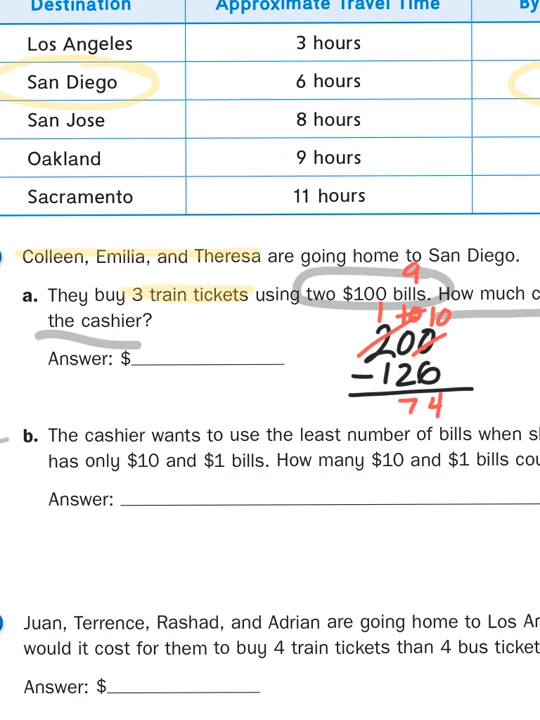 Destination Approximate Travel Time By
Los Angeles 3 hours
San Diego 6 hours
San Jose 8 hours
Oakland 9 hours
Sacramento 11 hours
Colleen, Emilia, and Theresa are going home to San Diego.
9
a. They buy 3 train tickets using two $100 bills. How much c
the cashier?
1 10 10
200
Answer: $
-126
74
b. The cashier wants to use the least number of bills when s
has only $10 and $1 bills. How many $10 and $1 bills cou
Answer:
Juan, Terrence, Rashad, and Adrian are going home to Los An
would it cost for them to buy 4 train tickets than 4 bus ticket
Answer: $